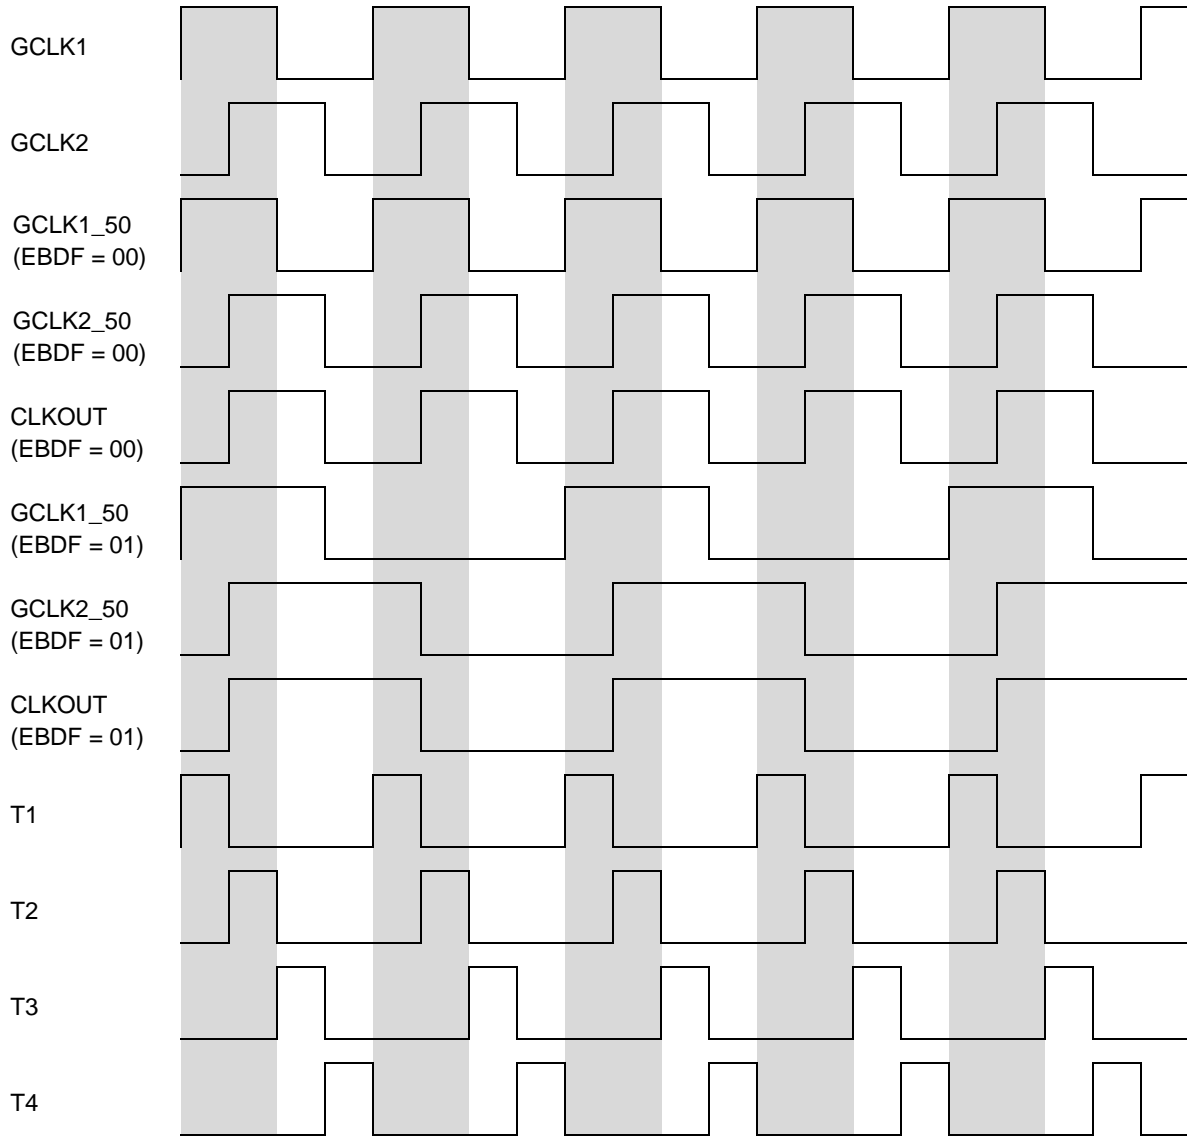 GCLK1
GCLK2
GCLK1_50
(EBDF = 00)
GCLK2_50
(EBDF = 00)
CLKOUT
(EBDF = 00)
GCLK1_50
(EBDF = 01)
GCLK2_50
(EBDF = 01)
CLKOUT
(EBDF = 01)
T1
T2
T3
T4